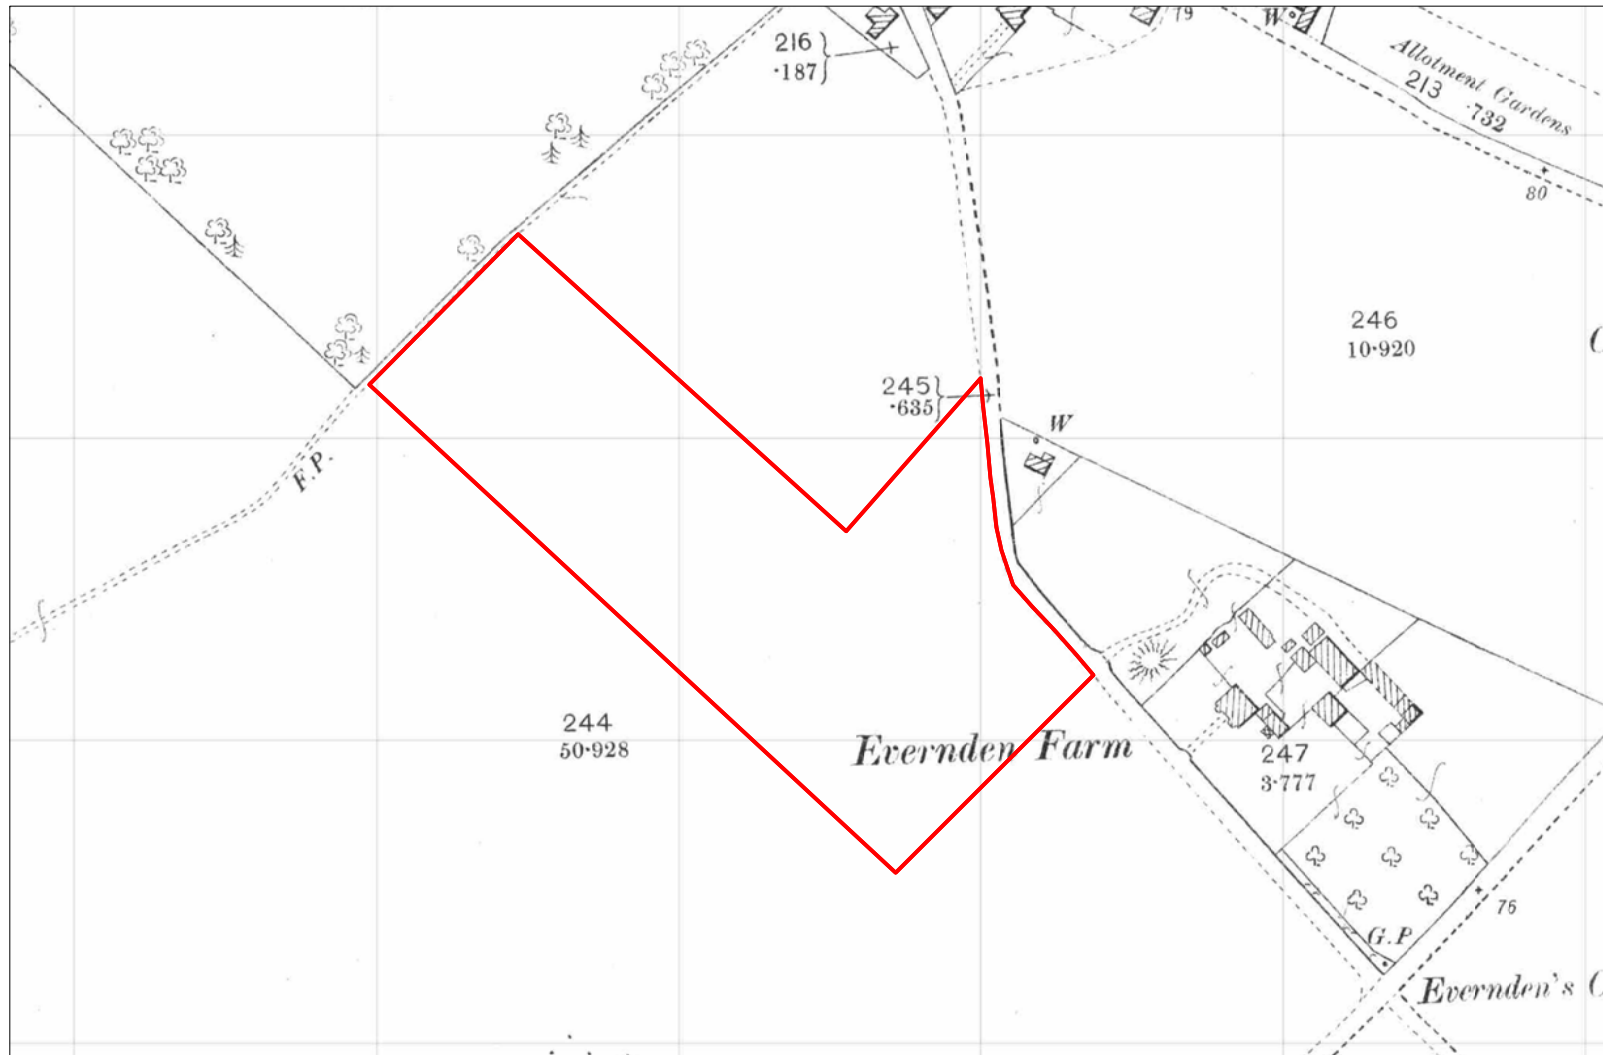 79
W
216
·187
Allotment Gardens
213
·732
80
246
10·920
245
·635
W
F.P.
244
50·928
Evernden Farm
247
3·777
76
G.P
Evernden's